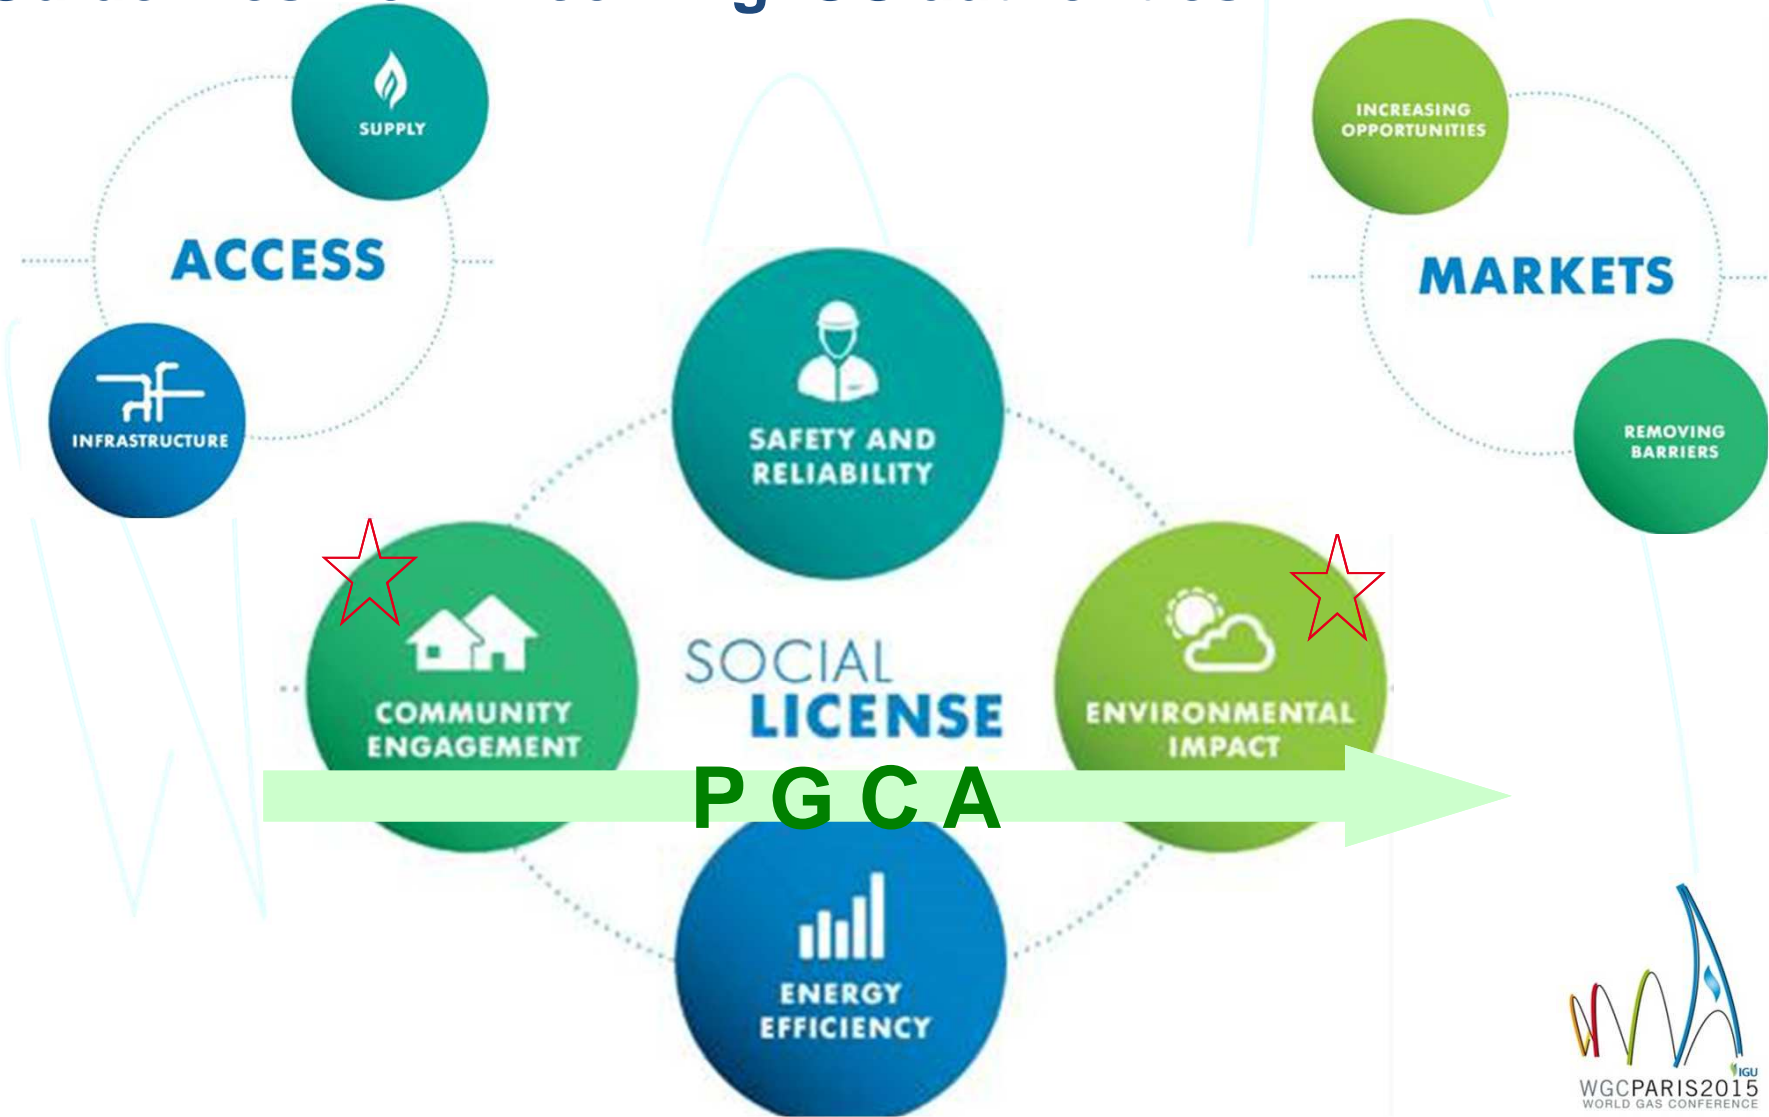 SUPPLY
ACCESS
INFRASTRUCTURE
INCREASING
OPPORTUNITIES
MARKETS
REMOVING
BARRIERS
SAFETY AND
RELIABILITY
COMMUNITY
ENGAGEMENT
SOCIAL
LICENSE
ENVIRONMENTAL
IMPACT
P G C A
ENERGY
EFFICIENCY
IGU
WGCPARIS2015
WORLD GAS CONFERENCE